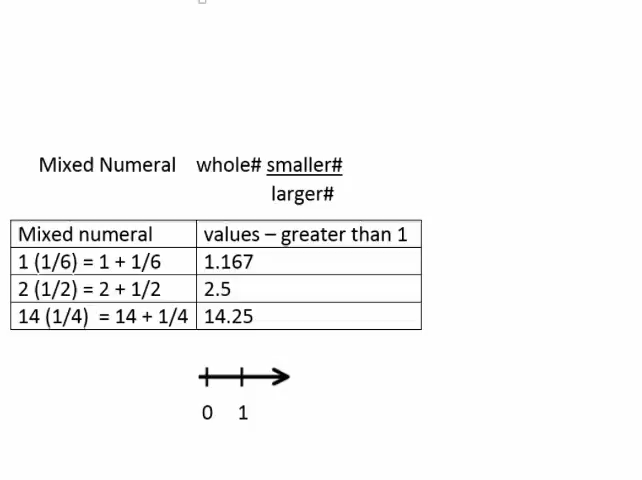 Mixed Numeral whole# smaller#
larger#
Mixed numeral values – greater than 1
1 (1/6) = 1 + 1/6 1.167
2 (1/2) = 2 + 1/2 2.5
14 (1/4) = 14 + 1/4 14.25
0 1